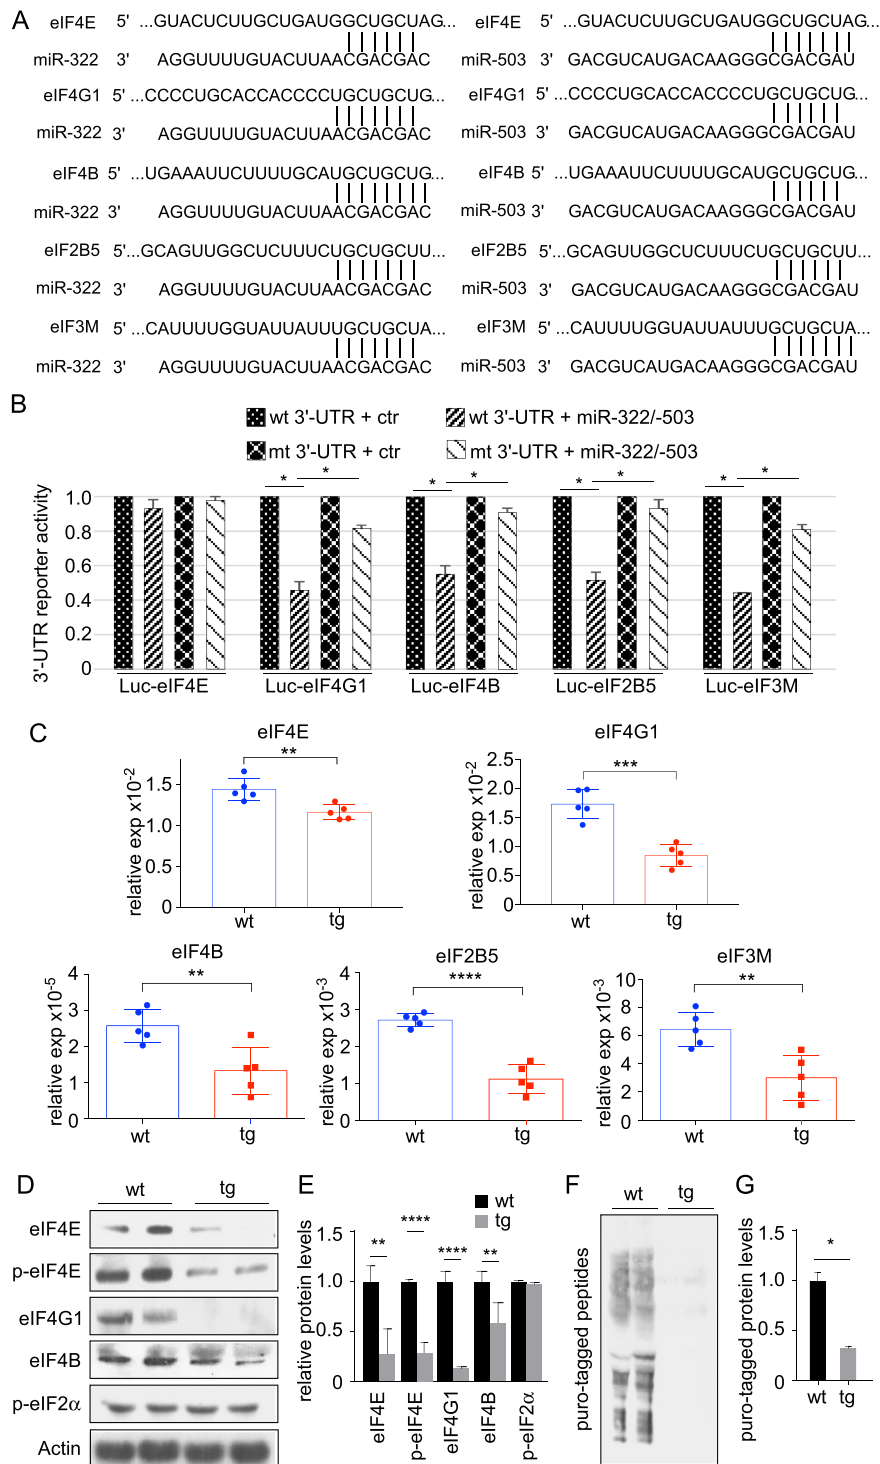 A
eIF4E 5' ...GUACUCUUGCUGAUGGCUGCUAG...
miR-322 3' AGGUUUUGUACUUAACGACGAC
eIF4G1 5' ...CCCCUGCACCACCCCUGCUGCUG...
miR-322 3' AGGUUUUGUACUUAACGACGAC
eIF4B 5' ...UGAAAUUCUUUUGCAUGCUGCUG...
miR-322 3' AGGUUUUGUACUUAACGACGAC
eIF2B5 5'...GCAGUUGGCUCUUUCUGCUGCUU...
miR-322 3' AGGUUUUGUACUUAACGACGAC
eIF3M 5' ...CAUUUUGGUAUUAUUUGCUGCUA...
miR-322 3' AGGUUUUGUACUUAACGACGAC
eIF4E 5' ...GUACUCUUGCUGAUGGCUGCUAG...
miR-503 3' GACGUCAUGACAAGGGCGACGAU
eIF4G1 5' ...CCCCUGCACCACCCCUGCUGCUG...
miR-503 3' GACGUCAUGACAAGGGCGACGAU
eIF4B 5' ...UGAAAUUCUUUUGCAUGCUGCUG...
miR-503 3' GACGUCAUGACAAGGGCGACGAU
eIF2B5 5'...GCAGUUGGCUCUUUCUGCUGCUU...
miR-503 3' GACGUCAUGACAAGGGCGACGAU
eIF3M 5' ...CAUUUUGGUAUUAUUUGCUGCUA...
miR-503 3' GACGUCAUGACAAGGGCGACGAU
B
wt 3'-UTR + ctr
wt 3'-UTR + miR-322/-503
mt 3'-UTR + ctr
mt 3'-UTR + miR-322/-503
3'-UTR reporter activity
1.0
0.8
0.6
0.4
0.2
0
* *
* *
* *
* *
Luc-eIF4E
Luc-eIF4G1
Luc-eIF4B
Luc-eIF2B5
Luc-eIF3M
C
eIF4E
relative exp x10-2
1.5
1.0
0.5
0
**
wt tg
eIF4G1
relative exp x10-2
2.5
2.0
1.5
1.0
0.5
0
***
wt tg
eIF4B
relative exp x10-5
4
3
2
1
0
**
wt tg
eIF2B5
relative exp x10-3
4
3
2
1
0
****
wt tg
eIF3M
relative exp x10-3
10
8
6
4
2
0
**
wt tg
D
wt tg
eIF4E
p-eIF4E
eIF4G1
eIF4B
p-eIF2α
Actin
E
wt
tg
relative protein levels
1.5
1.0
0.5
0
** **** **** **
eIF4E
p-eIF4E
eIF4G1
eIF4B
p-eIF2α
F
wt tg
puro-tagged peptides
G
puro-tagged protein levels
1.5
1.0
0.5
0
*
wt tg